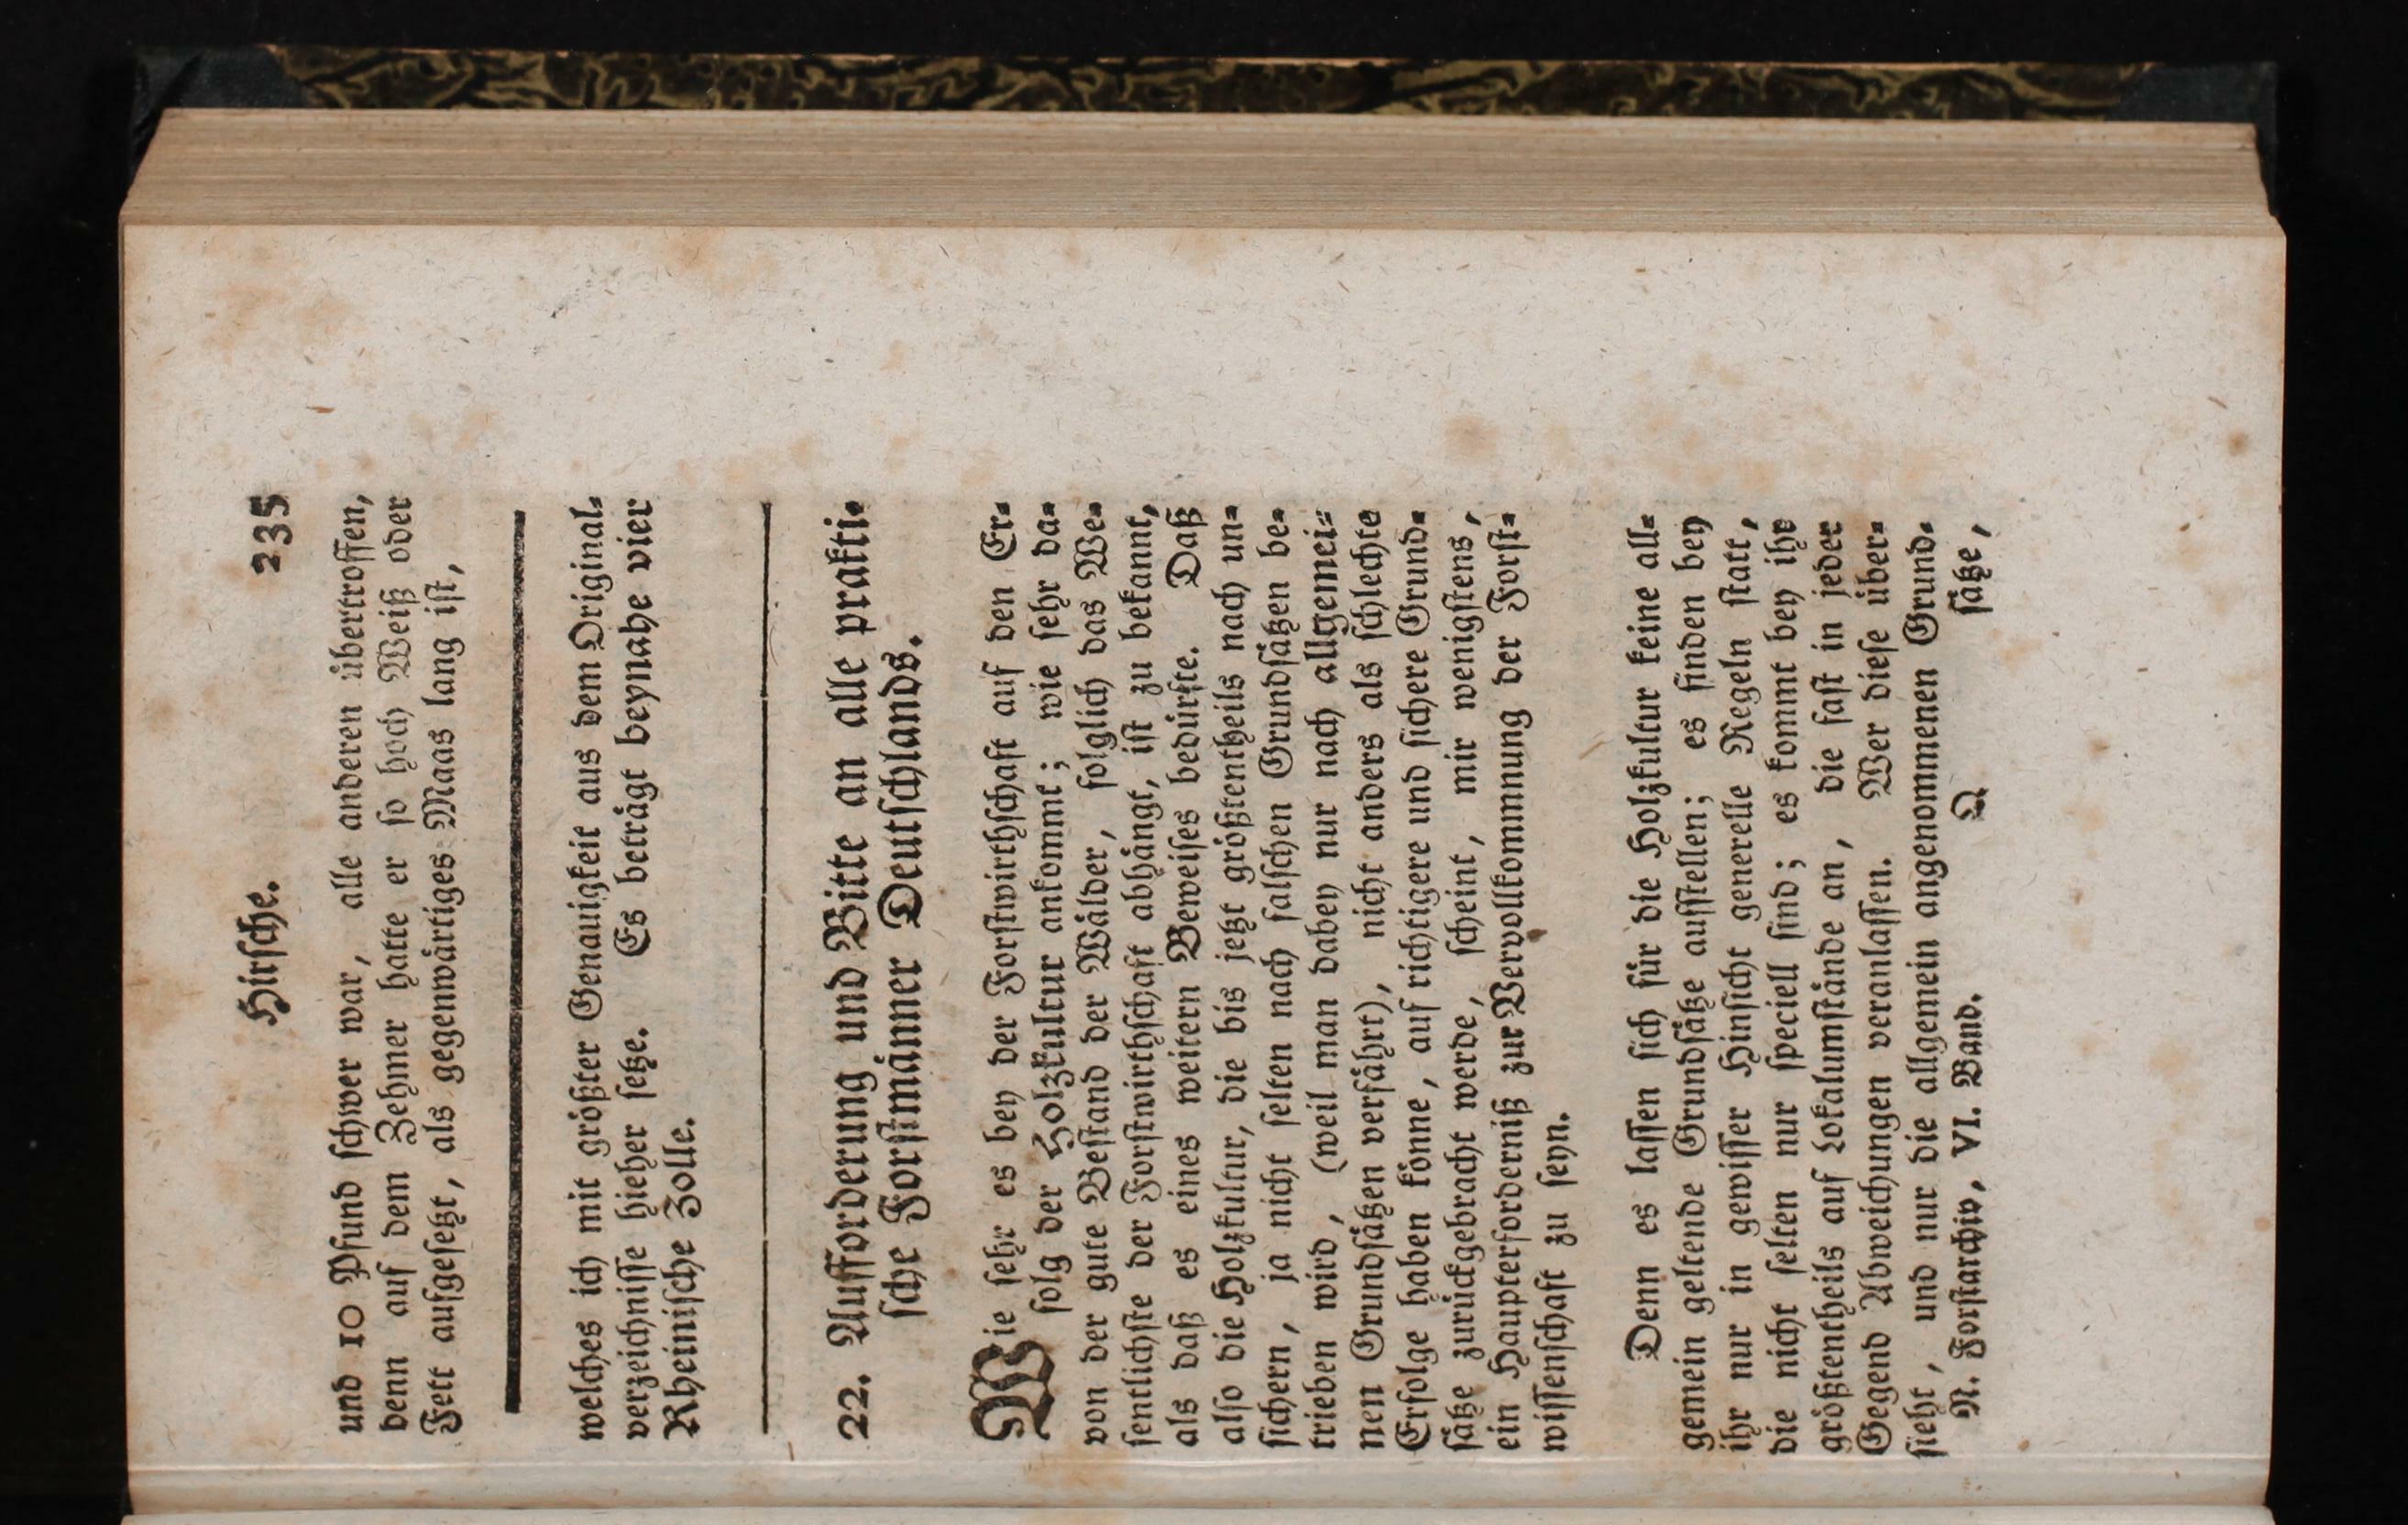 Hirſche. 235
und 10 Pfund ſchwer war, alle anderen übertroffen,
denn auf dem Zehmer hatte er ſo hoch Weiß oder
Fett aufgeſetzt, als gegenwärtiges Maas lang iſt,
welches ich mit größter Genauigkeit aus dem Original-
verzeichniſſe hieher ſetze. Es beträgt beynahe vier
Rheiniſche Zolle.
22. Aufforderung und Bitte an alle prakti-
ſche Forſtmänner Deutſchlands.
Wie ſehr es bey der Forſtwirthſchaft auf den Er-
folg der Holzkultur ankommt; wie ſehr da-
von der gute Beſtand der Wälder, folglich das We-
ſentlichſte der Forſtwirthſchaft abhängt, iſt zu bekannt,
als daß es eines weitern Beweiſes bedürfte. Daß
alſo die Holzkultur, die bis jetzt größtentheils nach un-
ſichern, ja nicht ſelten nach falſchen Grundſätzen be-
trieben wird, (weil man dabey nur nach allgemei-
nen Grundſätzen verfährt), nicht anders als ſchlechte
Erfolge haben könne, auf richtigere und ſichere Grund-
ſätze zurückgebracht werde, ſcheint, mir wenigſtens,
ein Haupterforderniß zur Vervollkommnung der Forſt-
wiſſenſchaft zu ſeyn.
Denn es laſſen ſich für die Holzkultur keine all-
gemein geltende Grundſätze aufſtellen; es finden bey
ihr nur in gewiſſer Hinſicht generelle Regeln ſtatt,
die nicht ſelten nur ſpeciell ſind; es kommt bey ihr
größtentheils auf Lokalumſtände an, die faſt in jeder
Gegend Abweichungen veranlaſſen. Wer dieſe über-
ſieht, und nur die allgemein angenommenen Grund-
N. Forſtarchiv, VI. Band. Q ſätze,